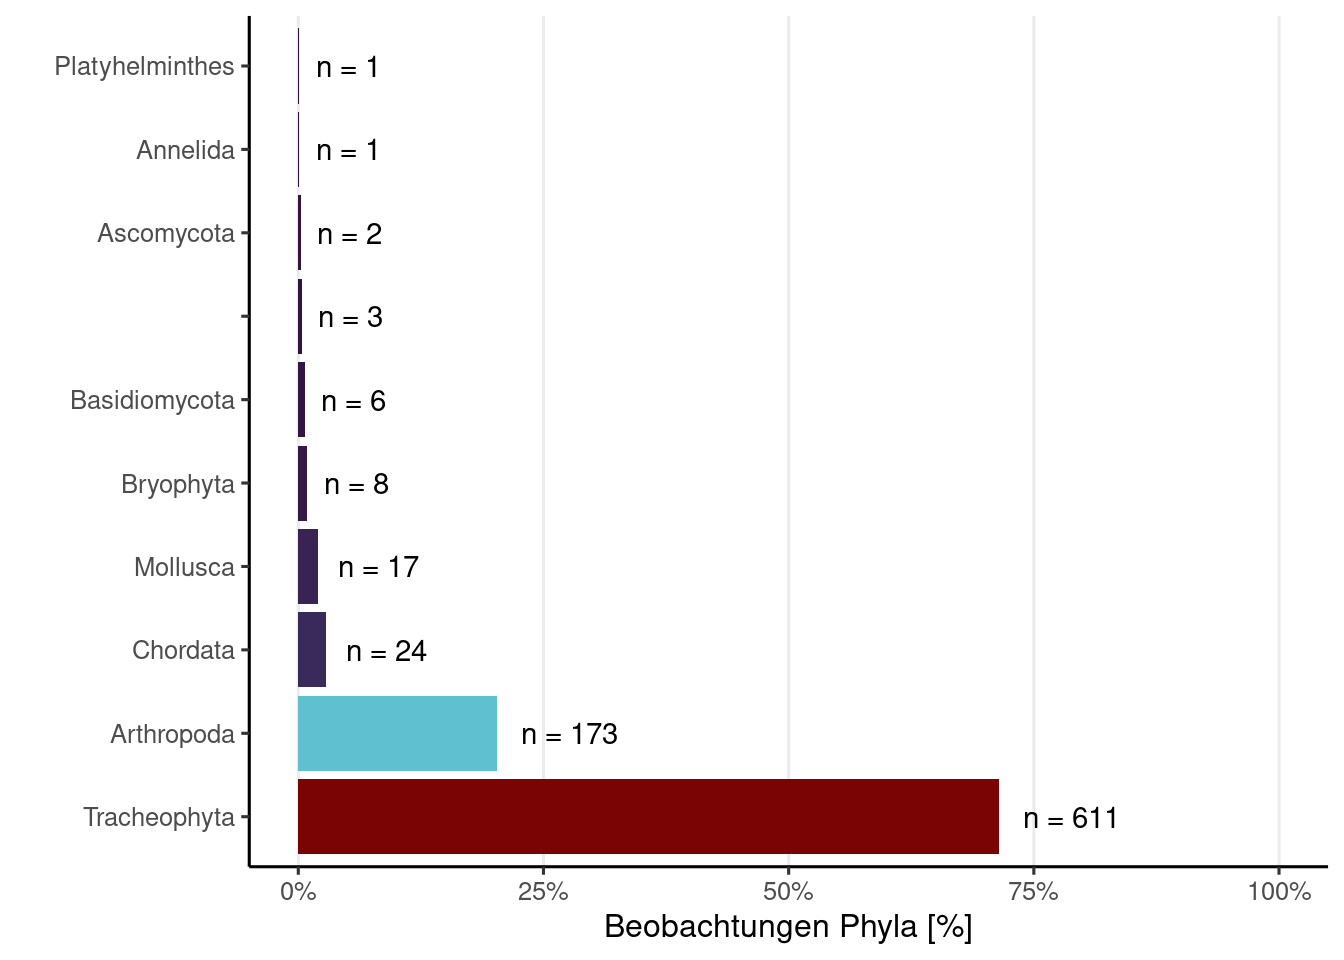 Platyhelminthes n = 1
Annelida n = 1
Ascomycota n = 2
n = 3
Basidiomycota n = 6
Bryophyta n = 8
Mollusca n = 17
Chordata n = 24
Arthropoda n = 173
Tracheophyta n = 611
0% 25% 50% 75% 100%
Beobachtungen Phyla [%]